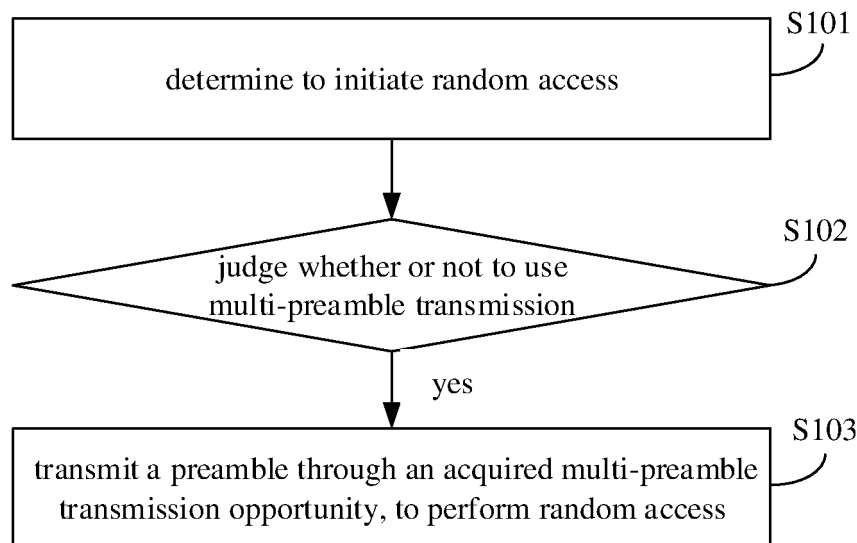 S101
determine to initiate random access
S102
judge whether or not to use
multi-preamble transmission
yes
S103
transmit a preamble through an acquired multi-preamble
transmission opportunity, to perform random access